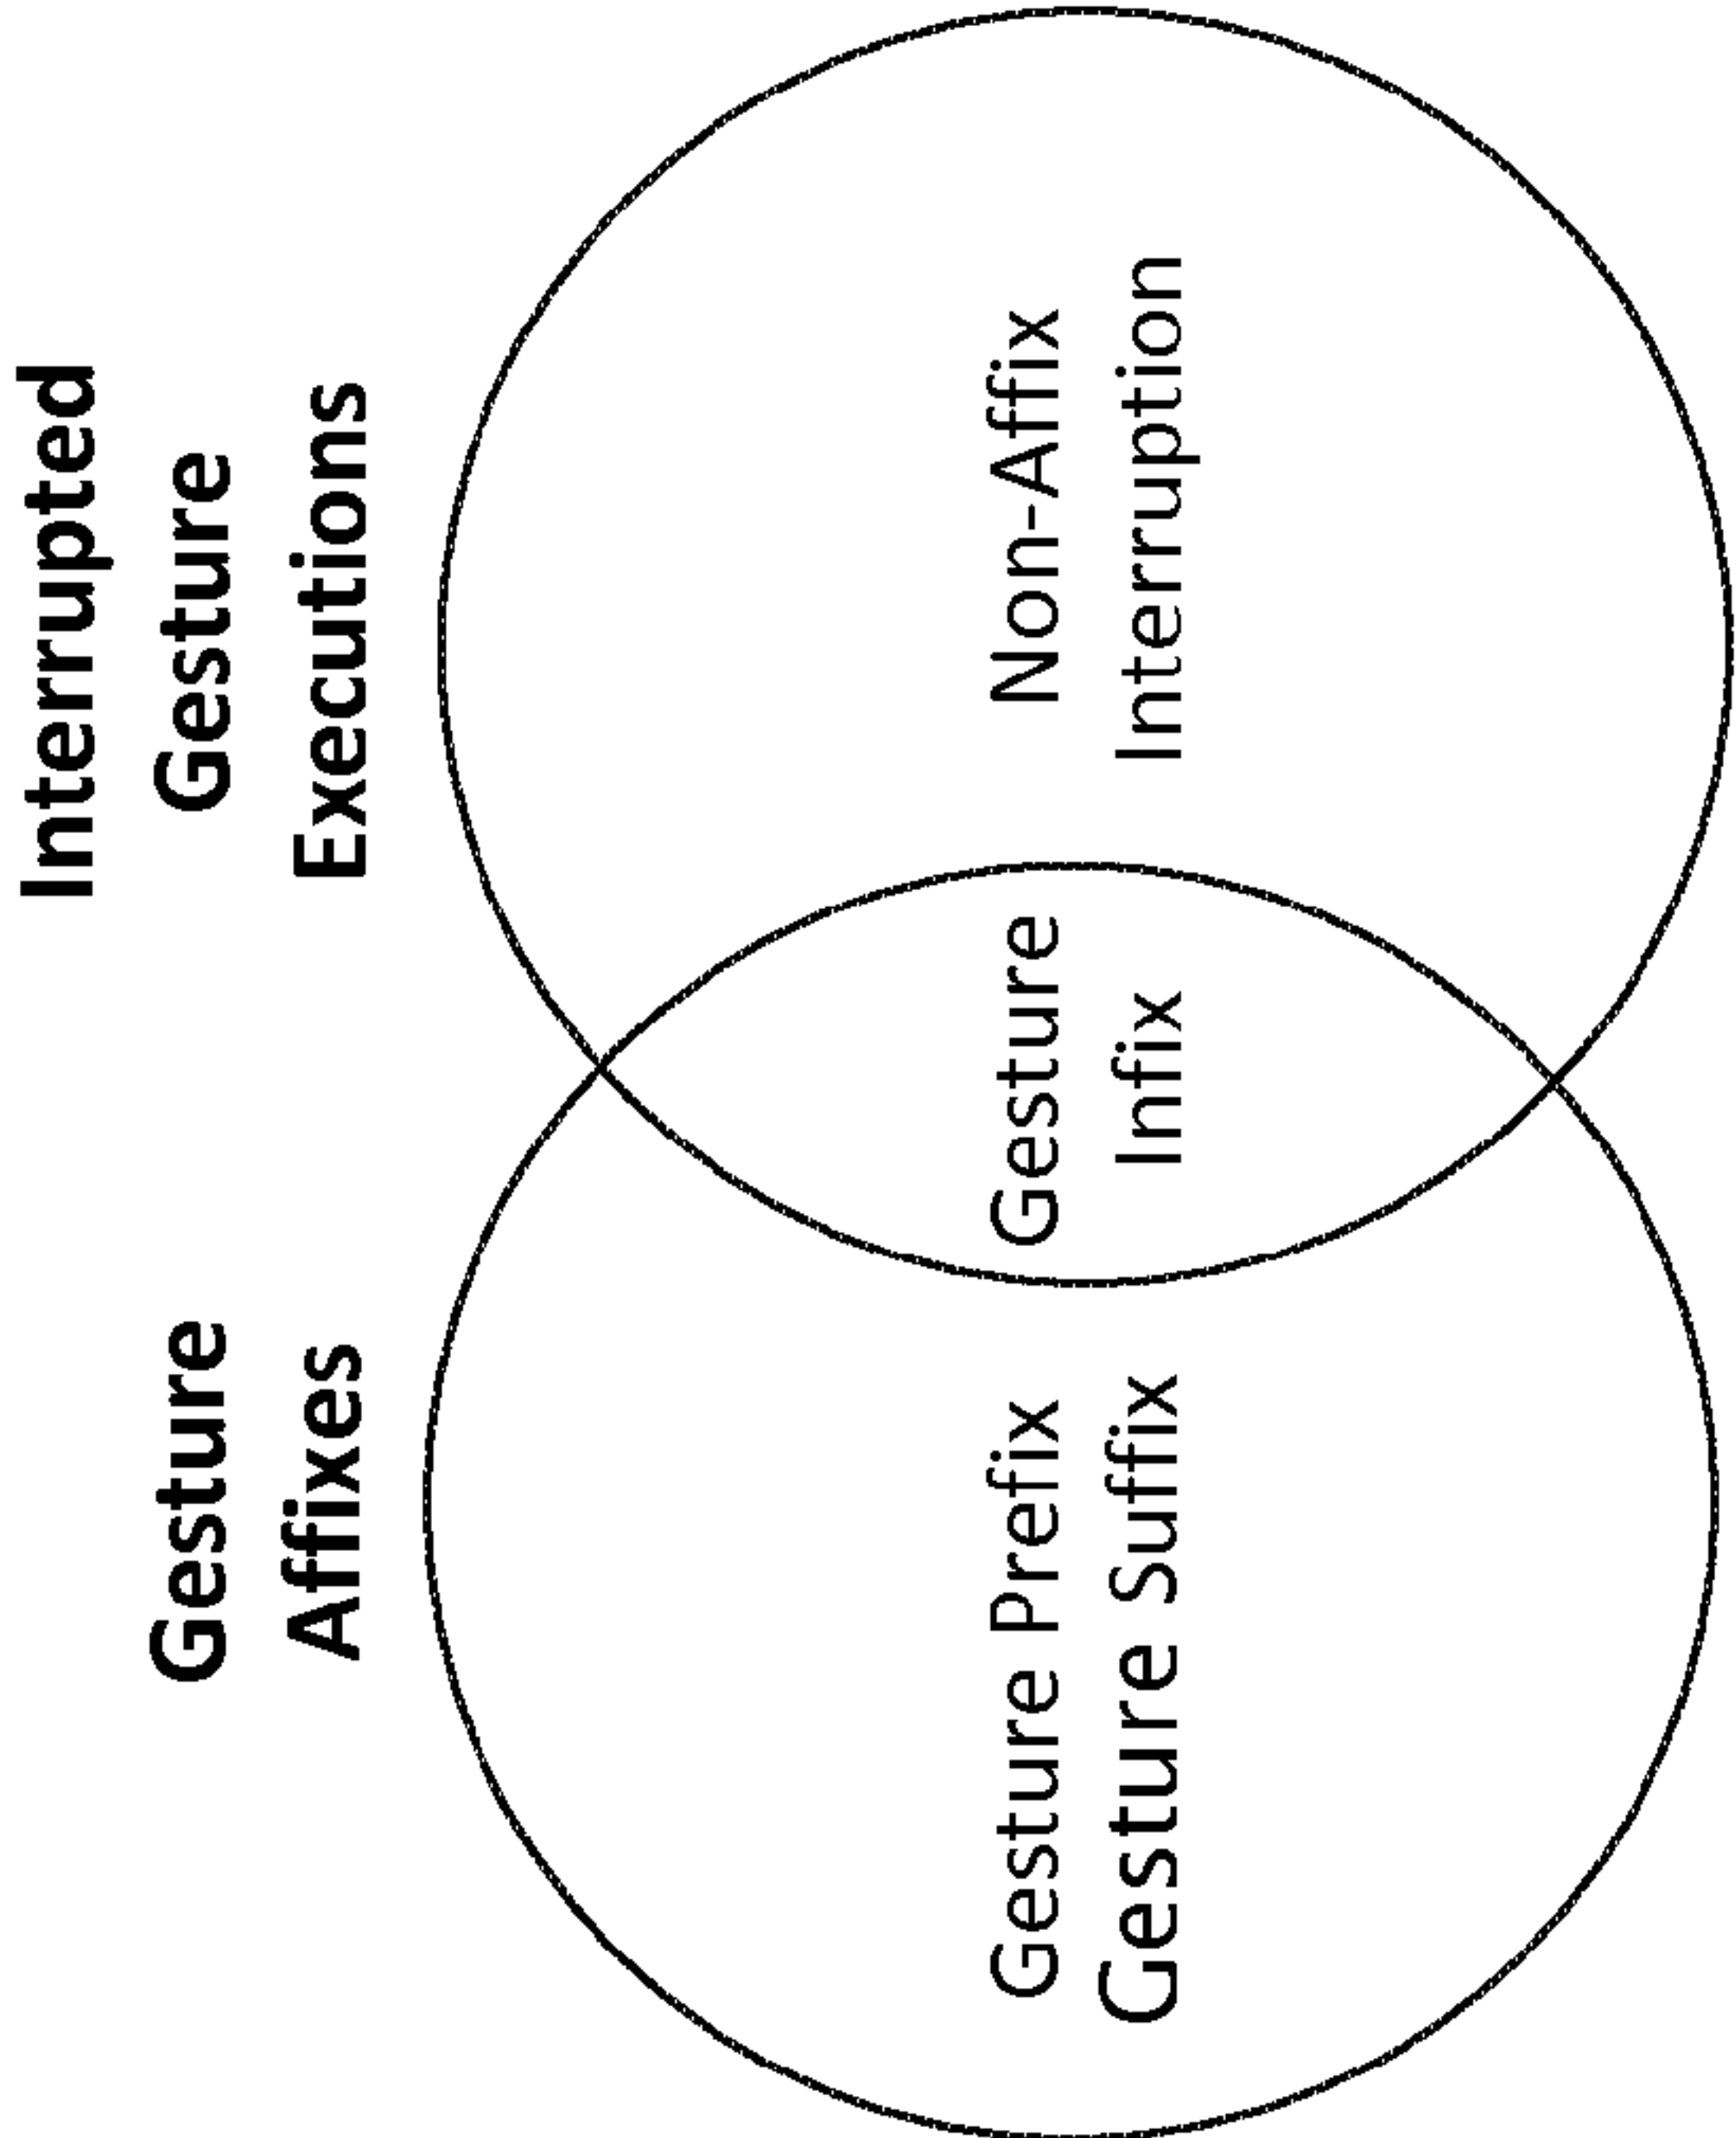 Gesture
Affixes
Interrupted
Gesture
Executions
Gesture Prefix
Gesture Suffix
Gesture
Infix
Non-Affix
Interruption